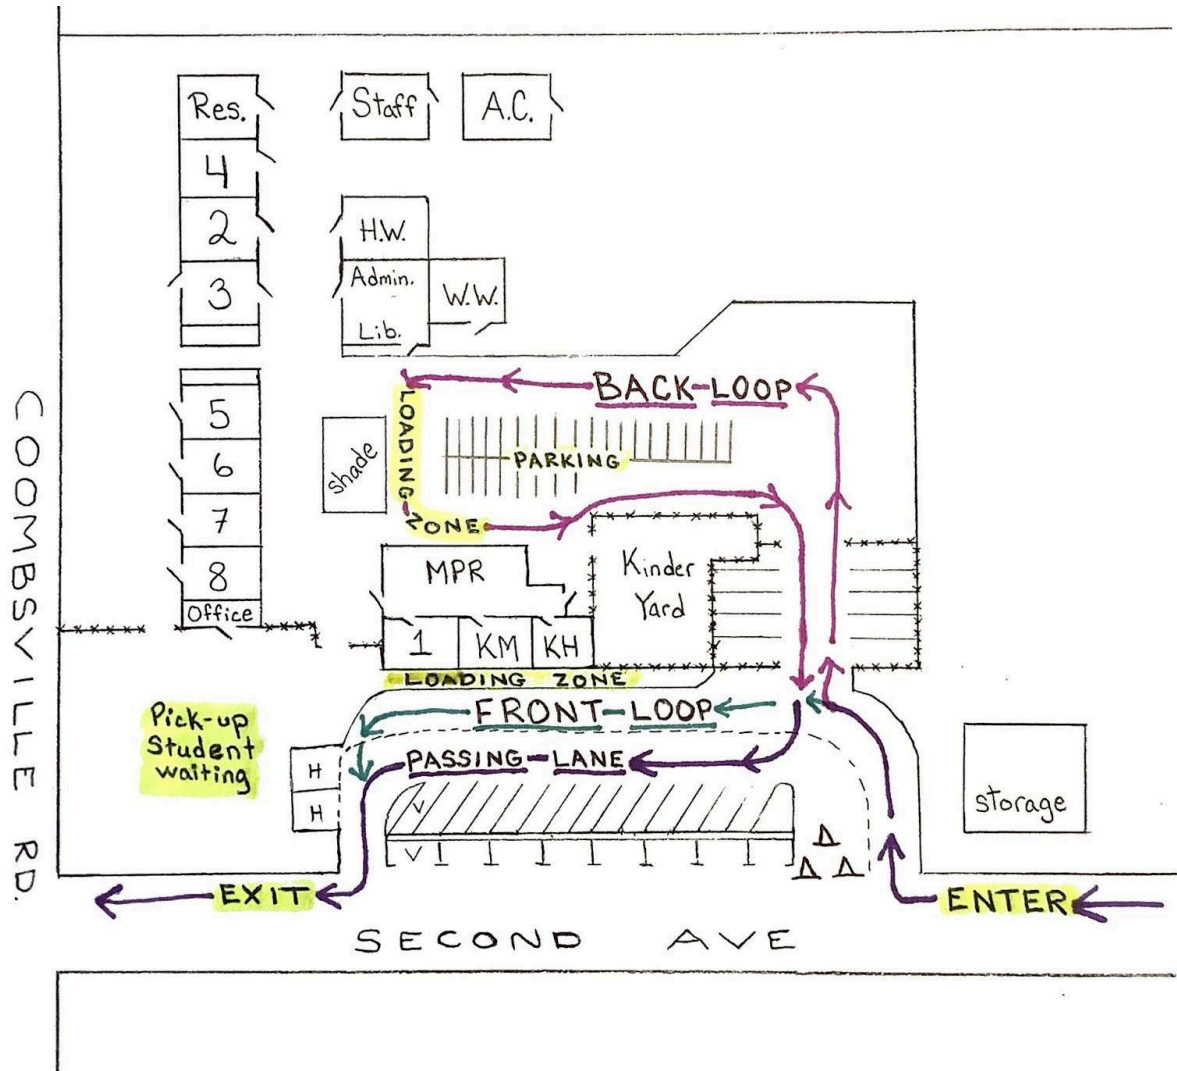 Res.
Staff
A.C.
4
2
H.W.
3
Admin.
W.W.
Lib.
BACK-LOOP
LOADING
ZONE
PARKING
shade
5
6
7
8
Office
MPR
Kinder
Yard
1
KM
KH
LOADING ZONE
FRONT-LOOP
PASSING-LANE
Pick-up
Student
waiting
H
H
V
V
storage
EXIT
ENTER
SECOND AVE
COOMBSVILLE RD.